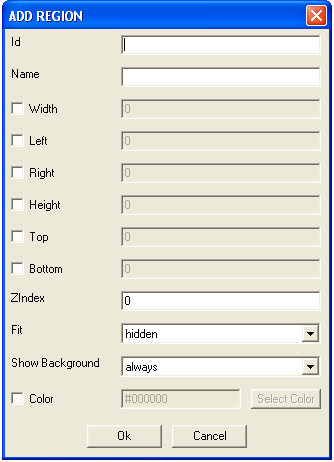 ADD REGION
Id
Name
Width 0
Left 0
Right 0
Height 0
Top 0
Bottom 0
ZIndex 0
Fit hidden
Show Background always
Color #000000 Select Color
Ok Cancel